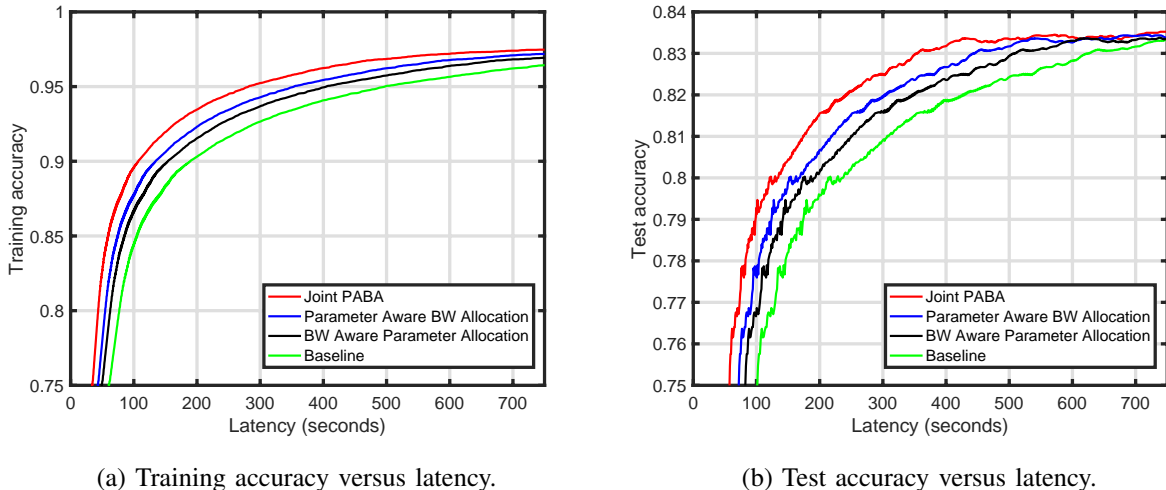 1
0.95
0.9
0.85
0.8
0.75
Training accuracy
Joint PABA
Parameter Aware BW Allocation
BW Aware Parameter Allocation
Baseline
0 100 200 300 400 500 600 700
Latency (seconds)
(a) Training accuracy versus latency.
0.84
0.83
0.82
0.81
0.8
0.79
0.78
0.77
0.76
0.75
Test accuracy
Joint PABA
Parameter Aware BW Allocation
BW Aware Parameter Allocation
Baseline
0 100 200 300 400 500 600 700
Latency (seconds)
(b) Test accuracy versus latency.